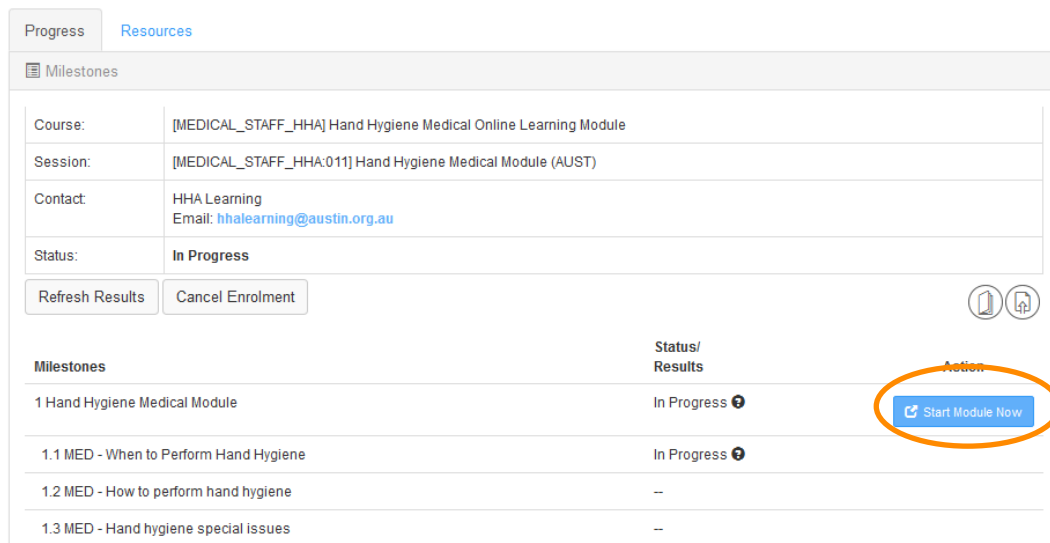 Progress Resources
Milestones
Course: [MEDICAL_STAFF_HHA] Hand Hygiene Medical Online Learning Module
Session: [MEDICAL_STAFF_HHA:011] Hand Hygiene Medical Module (AUST)
Contact: HHA Learning
Email: hhalearning@austin.org.au
Status: In Progress
Refresh Results Cancel Enrolment
Status/
Milestones Results Action
1 Hand Hygiene Medical Module In Progress Start Module Now
1.1 MED - When to Perform Hand Hygiene In Progress
1.2 MED - How to perform hand hygiene --
1.3 MED - Hand hygiene special issues --